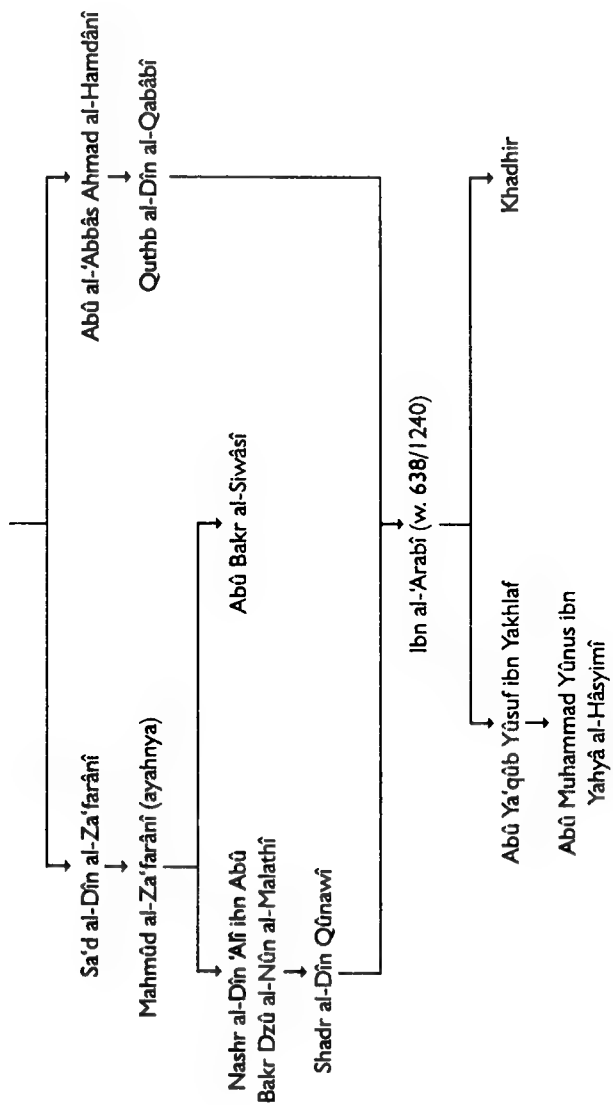 Sa'd al-Dîn al-Za'farânî
Abû al-'Abbâs Ahmad al-Hamdânî
Mahmûd al-Za'farânî (ayahnya)
Quthb al-Dîn al-Qabâbî
Nashr al-Dîn 'Alî ibn Abû
Bakr Dzû al-Nûn al-Malathî
Abû Bakr al-Siwâsî
Shadr al-Dîn Qûnawî
Ibn al-'Arabî (w. 638/1240)
Abû Ya'qûb Yûsuf ibn Yakhlaf
Khadhir
Abû Muhammad Yûnus ibn
Yahyâ al-Hâsyimî